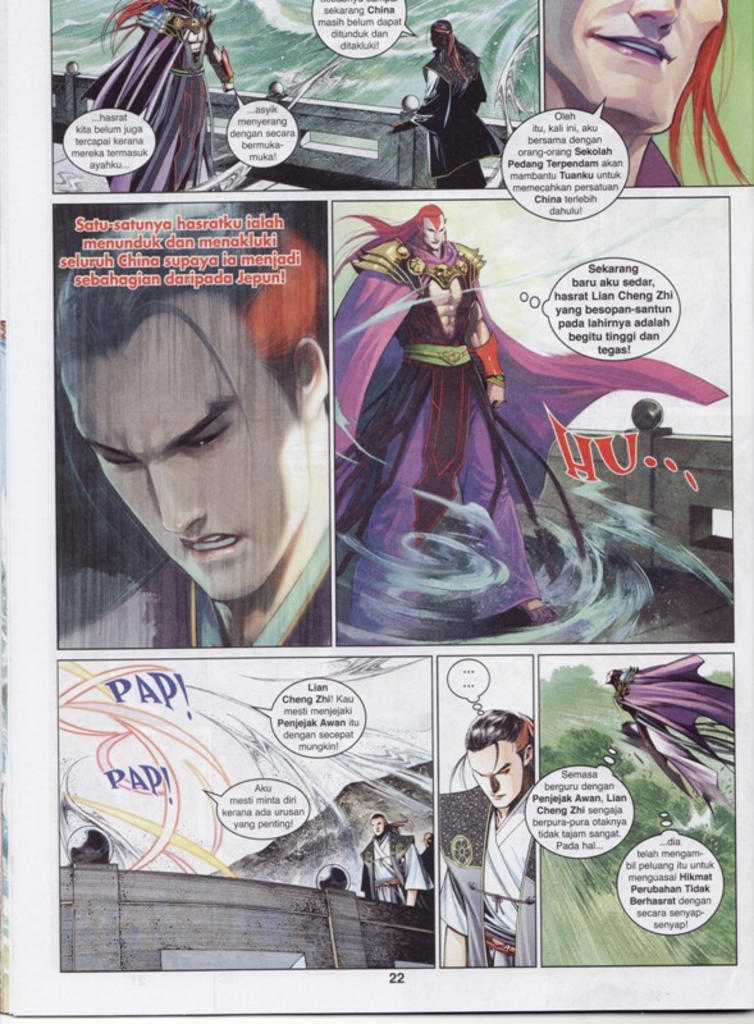 sekarang China
masih belum dapat
ditunduk dan
ditakluki!
...hasrat
kita belum juga
tercapai kerana
mereka termasuk
ayahku...
...asyik
menyerang
dengan secara
bermuka-
muka!
Oleh
itu, kali ini, aku
bersama dengan
orang-orang Sekolah
Pedang Terpendam akan
mambantu Tuanku untuk
memecahkan persatuan
China terlebih
dahulu!
Satu-satunya hasratku ialah
menunduk dan menakluki
seluruh China supaya ia menjadi
sebahagian daripada Jepun!
Sekarang
baru aku sedar,
hasrat Lian Cheng Zhi
yang besopan-santun
pada lahirnya adalah
begitu tinggi dan
tegas!
HU...
PAP!
PAP!
Lian
Cheng Zhi! Kau
mesti menjejaki
Penjejak Awan itu
dengan secepat
mungkin!
Aku
mesti minta diri
kerana ada urusan
yang penting!
...
...
Semasa
berguru dengan
Penjejak Awan, Lian
Cheng Zhi sengaja
berpura-pura otaknya
tidak tajam sangat.
Pada hal...
...dia
telah mengam-
bil peluang itu untuk
menguasai Hikmat
Perubahan Tidak
Berhasrat dengan
secara senyap-
senyap!
22